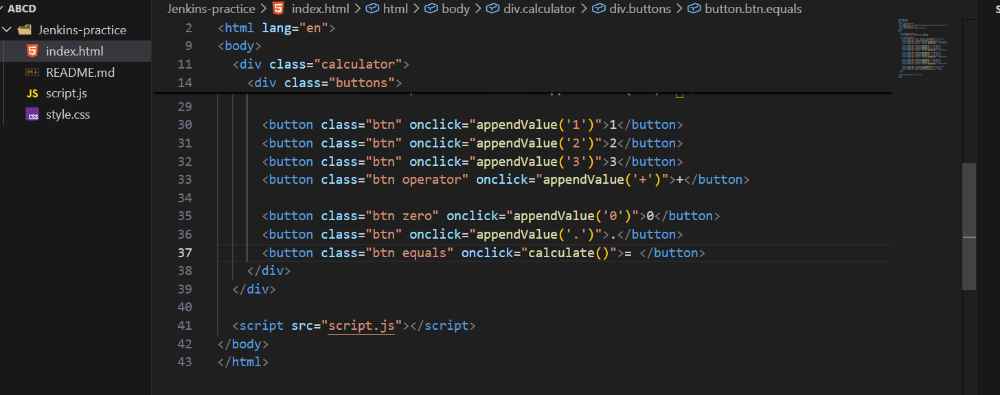 ABCD
Jenkins-practice
index.html
README.md
JS script.js
css style.css
Jenkins-practice > index.html > html > body > div.calculator > div.buttons > button.btn.equals
2 <html lang="en">
9 <body>
11 <div class="calculator">
14 <div class="buttons">
29
30 <button class="btn" onclick="appendValue('1')">1</button>
31 <button class="btn" onclick="appendValue('2')">2</button>
32 <button class="btn" onclick="appendValue('3')">3</button>
33 <button class="btn operator" onclick="appendValue('+')">+</button>
34
35 <button class="btn zero" onclick="appendValue('0')">0</button>
36 <button class="btn" onclick="appendValue('.')">.</button>
37 <button class="btn equals" onclick="calculate()">= </button>
38 </div>
39 </div>
40
41 <script src="script.js"></script>
42 </body>
43 </html>